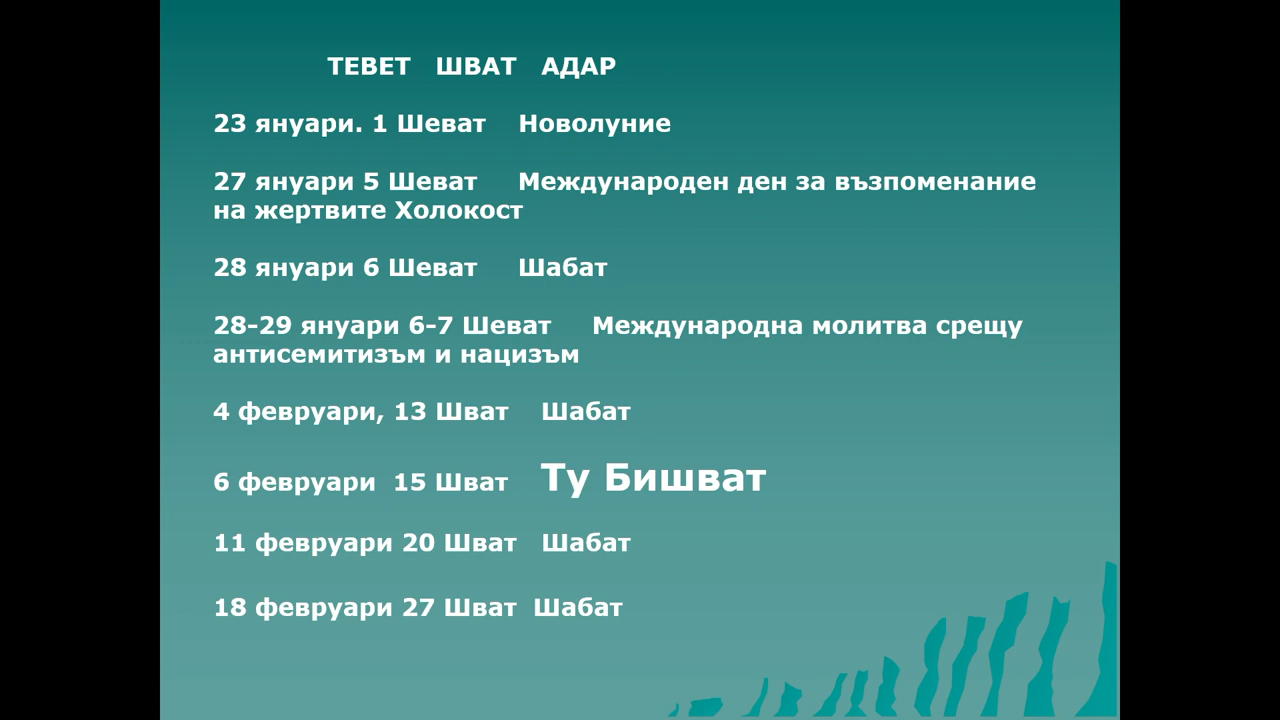 ТЕВЕТ ШВАТ АДАР
23 януари. 1 Шеват Новолуние
27 януари 5 Шеват Международен ден за възпоменание
на жертвите Холокост
28 януари 6 Шеват Шабат
28-29 януари 6-7 Шеват Международна молитва срещу
антисемитизъм и нацизъм
4 февруари, 13 Шват Шабат
6 февруари 15 Шват Ту Бишват
11 февруари 20 Шват Шабат
18 февруари 27 Шват Шабат